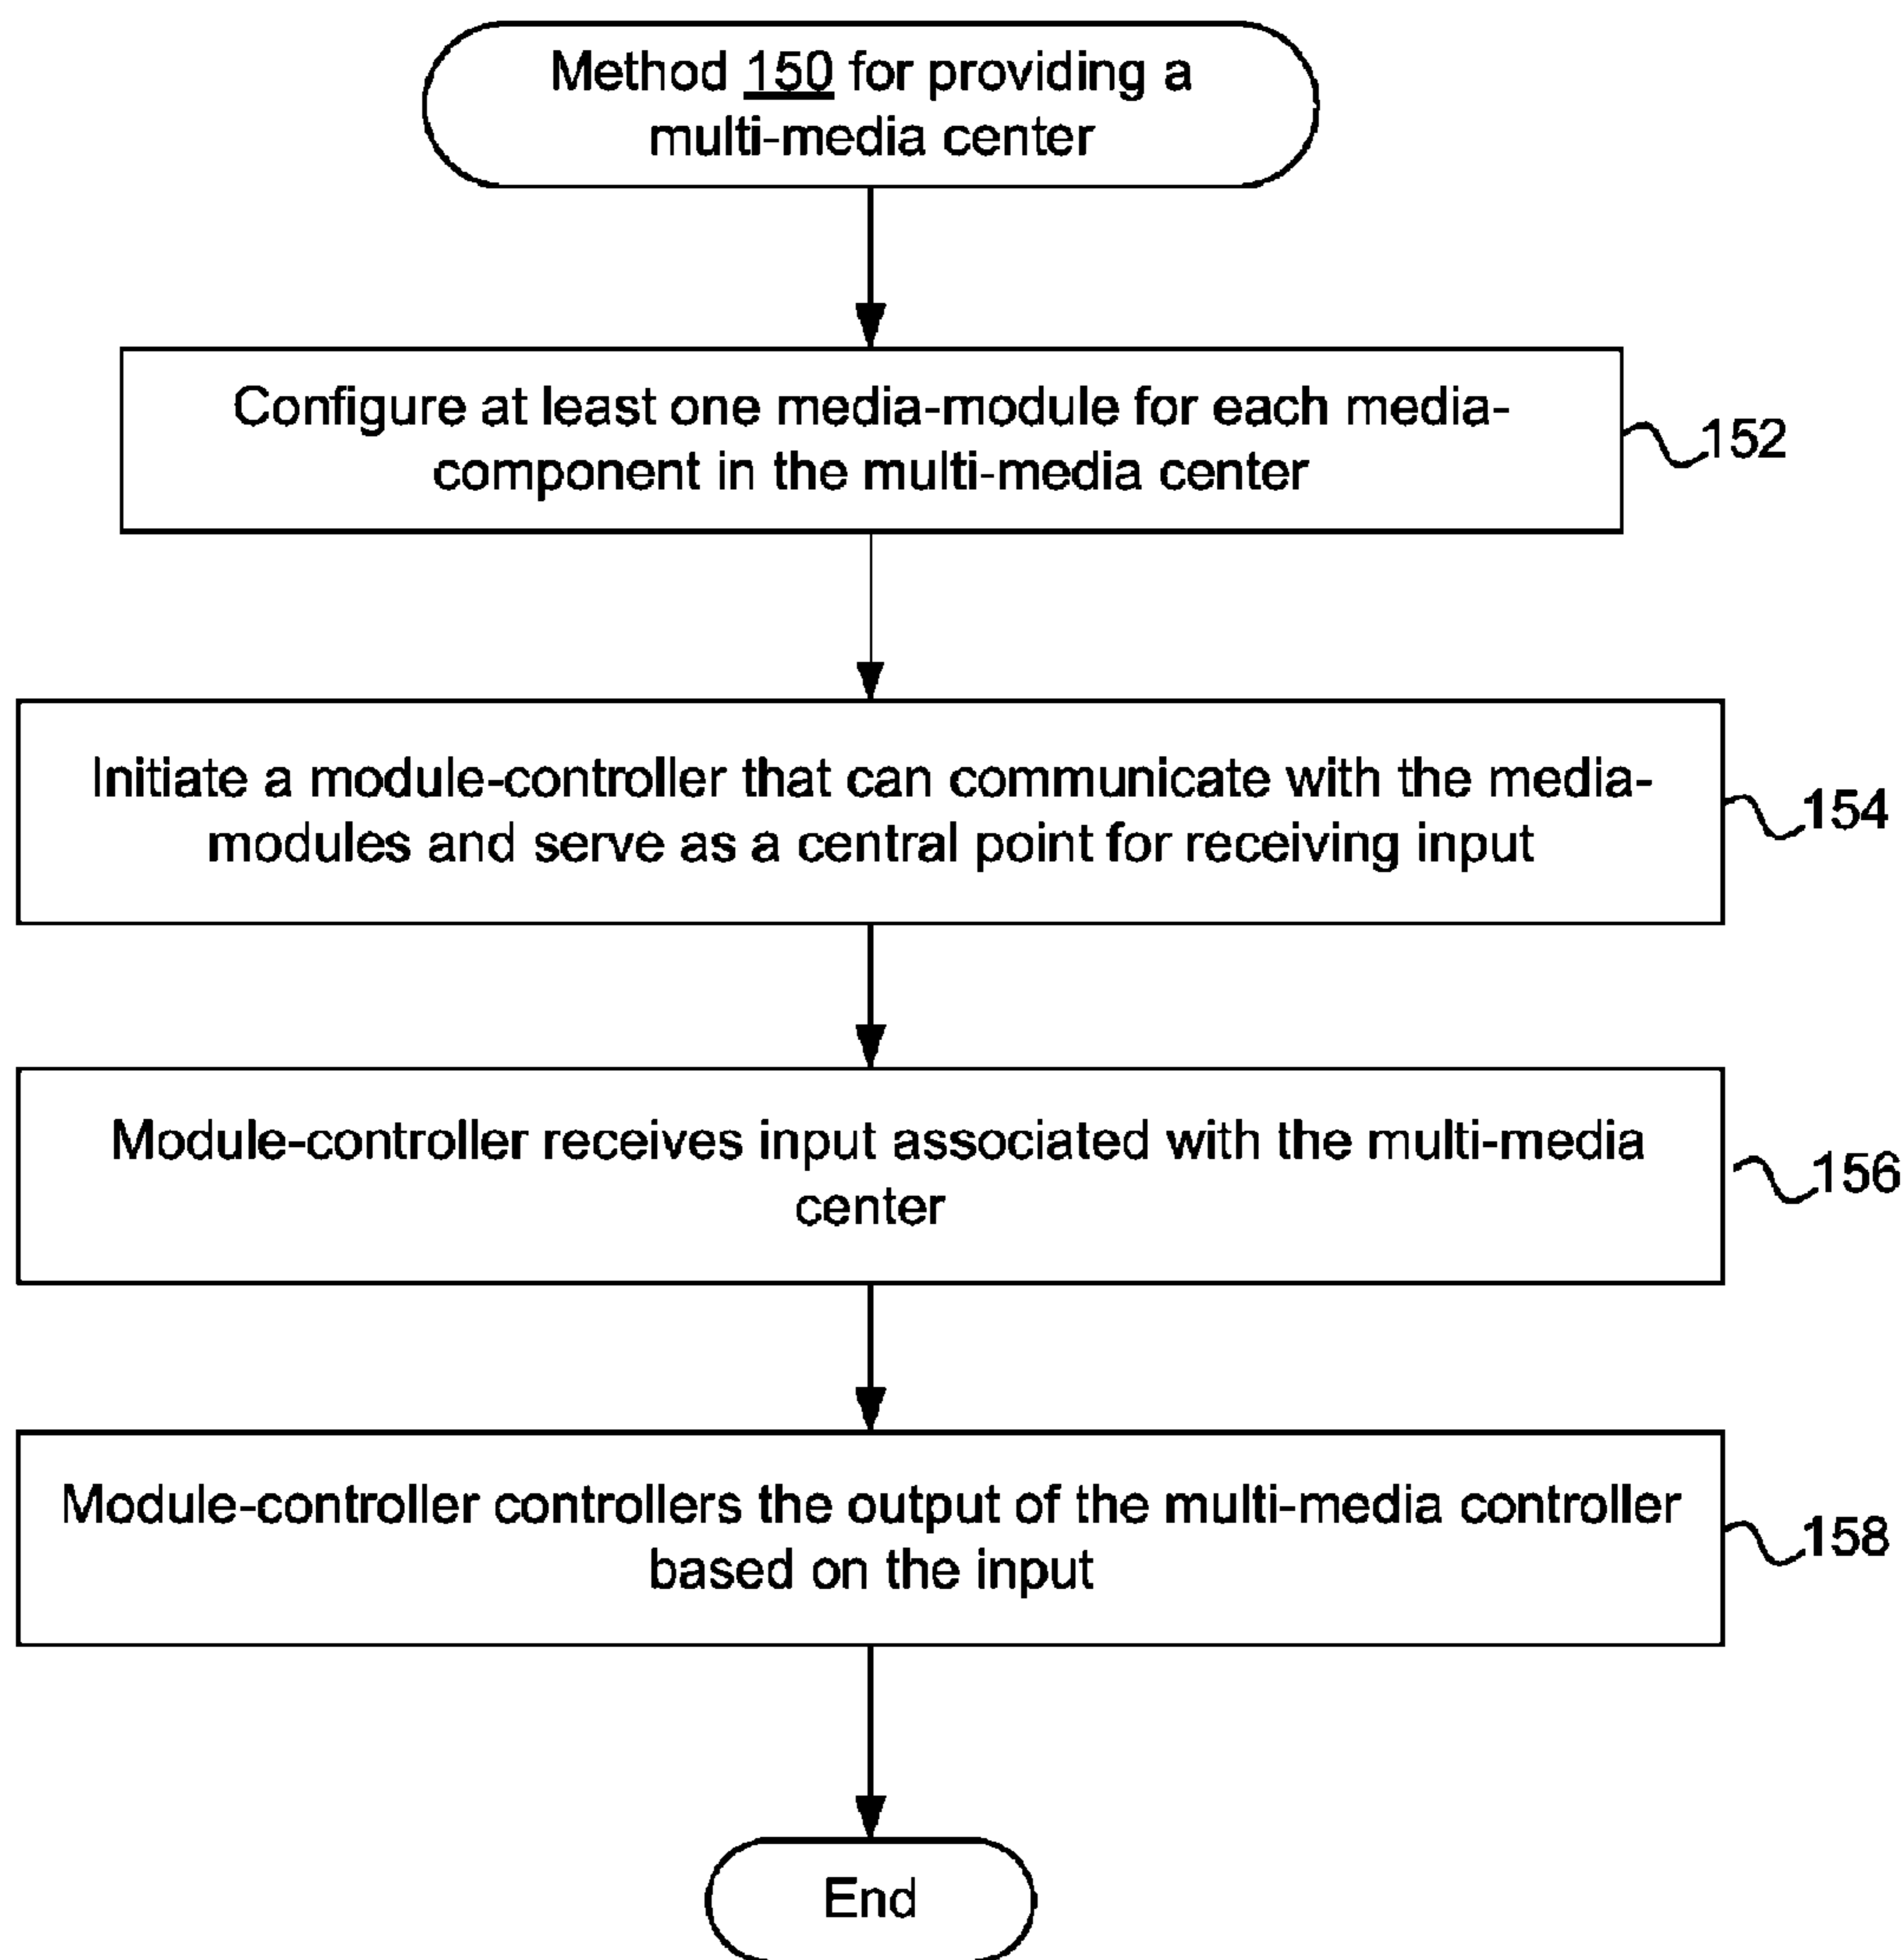 Method 150 for providing a
multi-media center
Configure at least one media-module for each media-
component in the multi-media center
152
Initiate a module-controller that can communicate with the media-
modules and serve as a central point for receiving input
154
Module-controller receives input associated with the multi-media
center
156
Module-controller controllers the output of the multi-media controller
based on the input
158
End